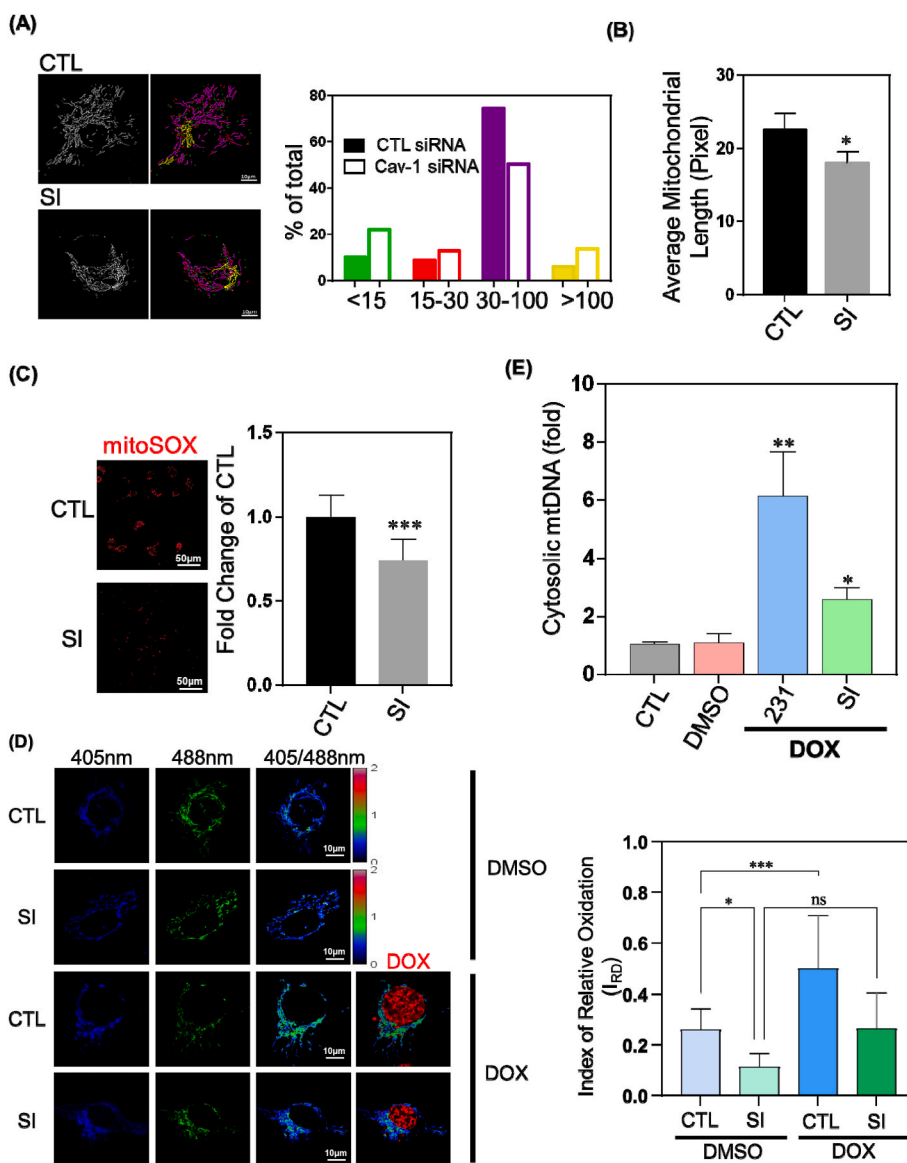 (A)
CTL
10μm
SI
10μm
% of total
80
60
40
20
0
CTL siRNA
Cav-1 siRNA
<15
15-30
30-100
>100
(B)
Average Mitochondrial
Length (Pixel)
30
20
10
0
*
CTL
SI
(C)
mitoSOX
CTL
50μm
SI
50μm
Fold Change of CTL
1.5
1.0
0.5
0.0
***
CTL
SI
(E)
Cytosolic mtDNA (fold)
10
8
6
4
2
0
**
*
CTL
DMSO
231
SI
DOX
(D)
405nm
488nm
405/488nm
CTL
10μm
2
1
0
SI
10μm
2
1
0
DMSO
DOX
CTL
10μm
SI
10μm
DOX
Index of Relative Oxidation
(IRD)
1.0
0.8
0.6
0.4
0.2
0.0
***
*
ns
CTL
SI
CTL
SI
DMSO
DOX